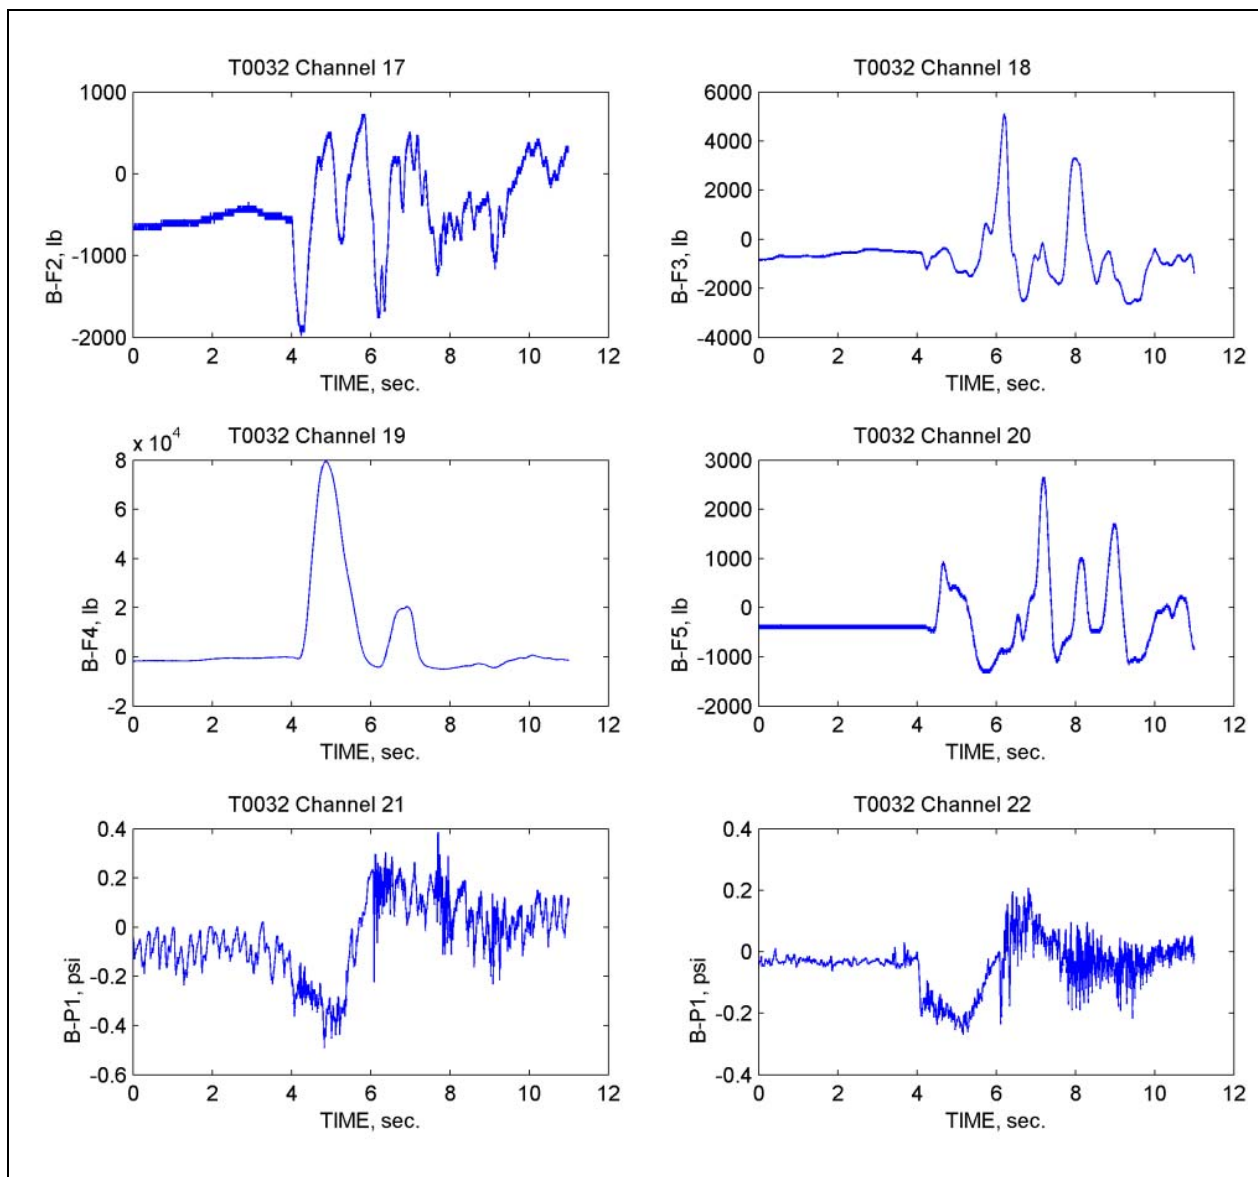 T0032 Channel 17
1000
0
-1000
-2000
B-F2, lb
0 2 4 6 8 10 12
TIME, sec.
T0032 Channel 18
6000
4000
2000
0
-2000
-4000
B-F3, lb
0 2 4 6 8 10 12
TIME, sec.
x 10^4
T0032 Channel 19
8
6
4
2
0
-2
B-F4, lb
0 2 4 6 8 10 12
TIME, sec.
T0032 Channel 20
3000
2000
1000
0
-1000
-2000
B-F5, lb
0 2 4 6 8 10 12
TIME, sec.
T0032 Channel 21
0.4
0.2
0
-0.2
-0.4
-0.6
B-P1, psi
0 2 4 6 8 10 12
TIME, sec.
T0032 Channel 22
0.4
0.2
0
-0.2
-0.4
B-P1, psi
0 2 4 6 8 10 12
TIME, sec.